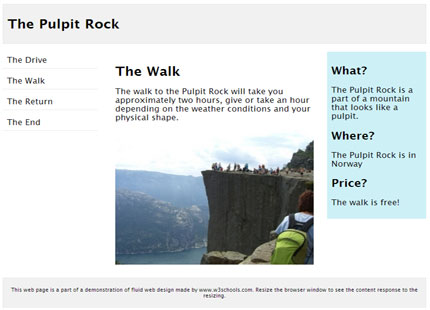 The Pulpit Rock
The Drive
The Walk
The Return
The End
The Walk
The walk to the Pulpit Rock will take you
approximately two hours, give or take an hour
depending on the weather conditions and your
physical shape.
What?
The Pulpit Rock is a
part of a mountain
that looks like a
pulpit.
Where?
The Pulpit Rock is in
Norway
Price?
The walk is free!
This web page is a part of a demonstration of fluid web design made by www.w3schools.com. Resize the browser window to see the content response to the
resizing.